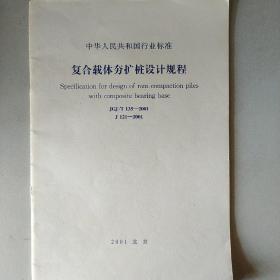 中华人民共和国行业标准
复合载体夯扩桩设计规程
Specification for design of ram-compaction piles
with composite bearing base
JGJ/T 135—2001
J 121—2001
2001 北京